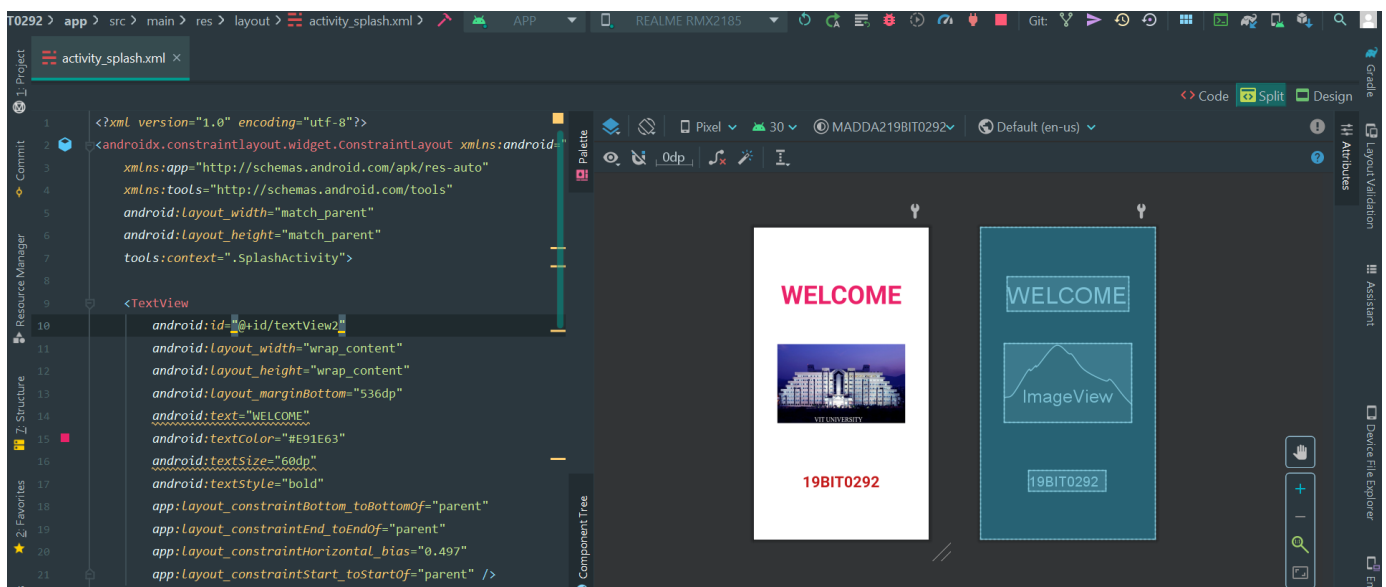 T0292 〉 app 〉 src 〉 main 〉 res 〉 layout 〉 activity_splash.xml 〉 APP REALME RMX2185 Git:
activity_splash.xml ×
Code Split Design
1: Project
Commit
Resource Manager
7: Structure
2: Favorites
1 <?xml version="1.0" encoding="utf-8"?>
2 <androidx.constraintlayout.widget.ConstraintLayout xmlns:android="
3 xmlns:app="http://schemas.android.com/apk/res-auto"
4 xmlns:tools="http://schemas.android.com/tools"
5 android:layout_width="match_parent"
6 android:layout_height="match_parent"
7 tools:context=".SplashActivity">
8
9 <TextView
10 android:id="@+id/textView2"
11 android:layout_width="wrap_content"
12 android:layout_height="wrap_content"
13 android:layout_marginBottom="536dp"
14 android:text="WELCOME"
15 android:textColor="#E91E63"
16 android:textSize="60dp"
17 android:textStyle="bold"
18 app:layout_constraintBottom_toBottomOf="parent"
19 app:layout_constraintEnd_toEndOf="parent"
20 app:layout_constraintHorizontal_bias="0.497"
21 app:layout_constraintStart_toStartOf="parent" />
Palette
Component Tree
Pixel 30 MADDA219BIT0292 Default (en-us)
0dp
WELCOME
VIT UNIVERSITY
19BIT0292
WELCOME
ImageView
19BIT0292
1:1
Attributes
Gradle
Layout Validation
Assistant
Device File Explorer